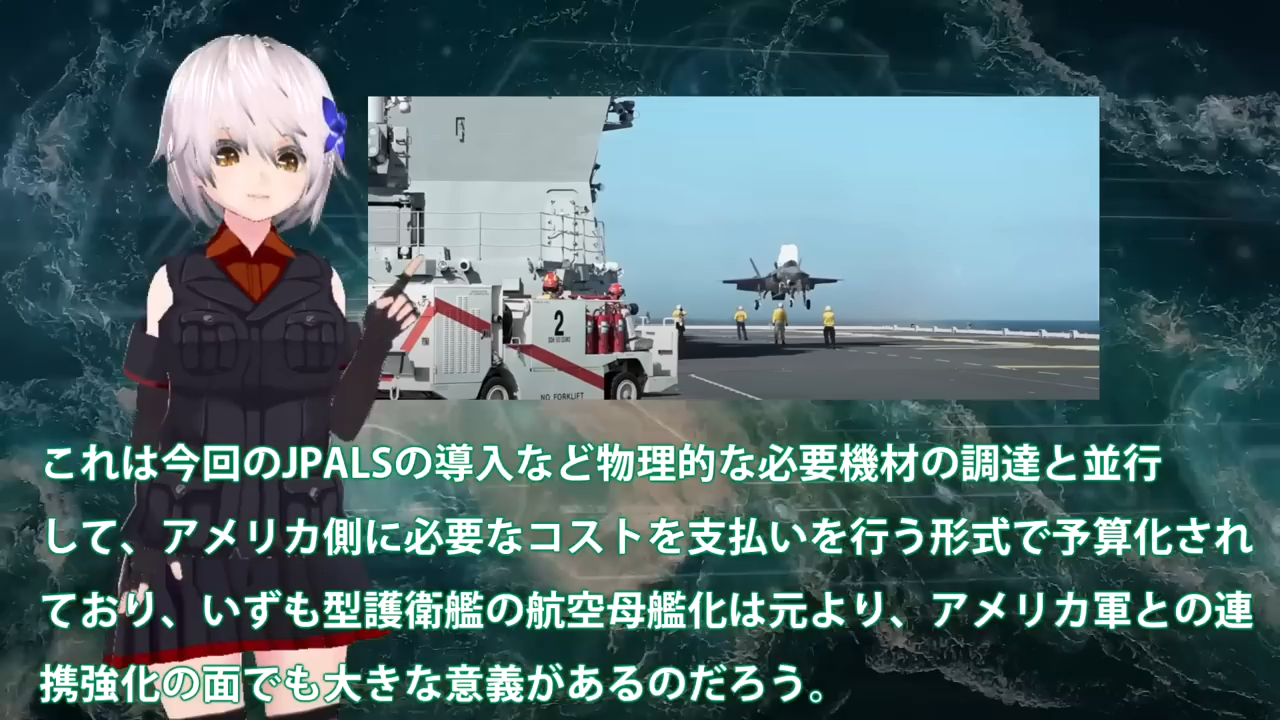 2
NO FORKLIFT
これは今回のJPALSの導入など物理的な必要機材の調達と並行
して、アメリカ側に必要なコストを支払いを行う形式で予算化され
ており、いずも型護衛艦の航空母艦化は元より、アメリカ軍との連
携強化の面でも大きな意義があるのだろう。